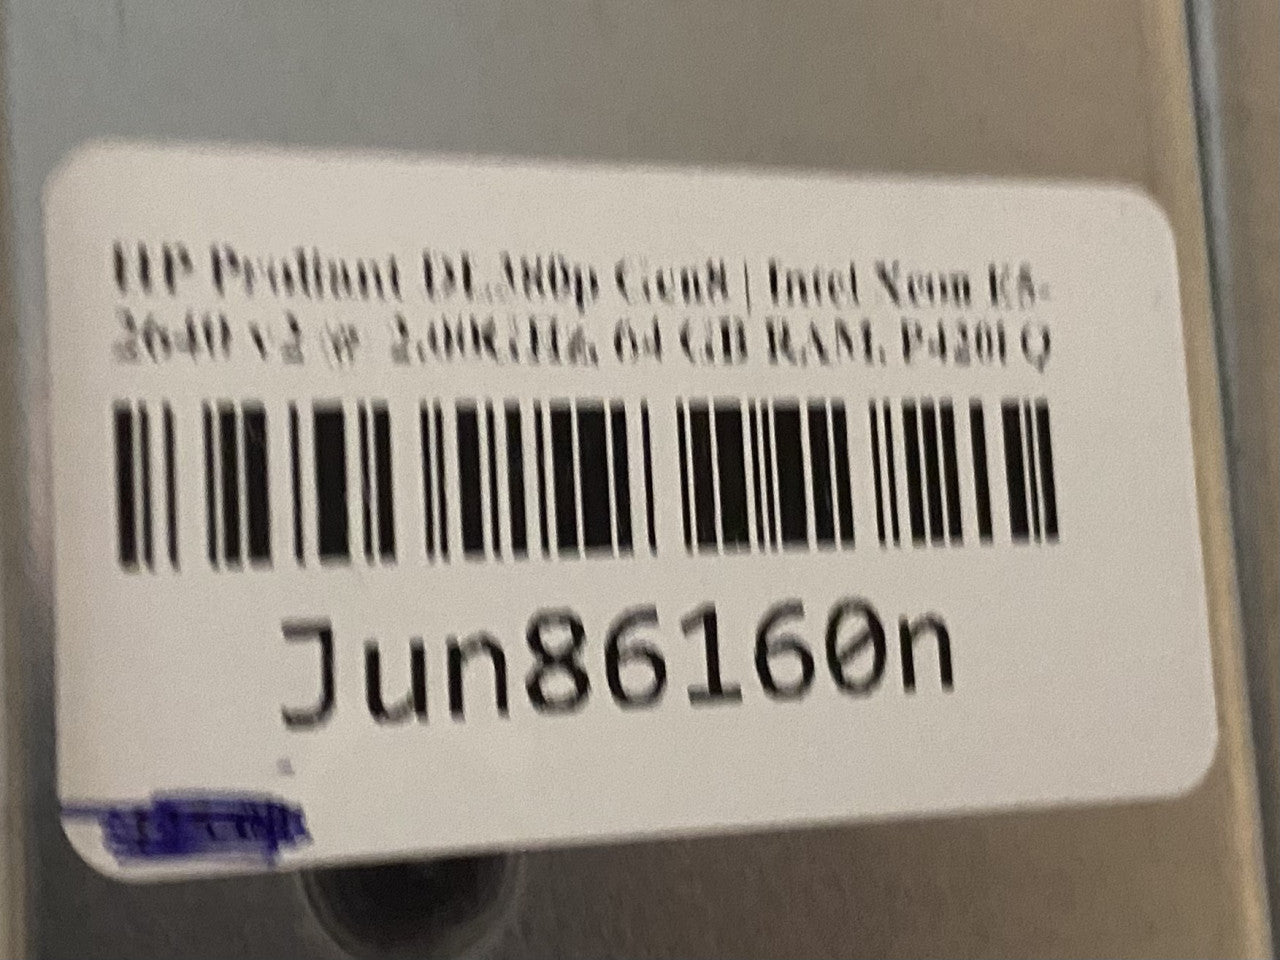 HP Proliant DL380p Gen8 | Intel Xeon E5-
2640 v2 @ 2.00GHz, 64 GB RAM, P420I Q
Jun86160n